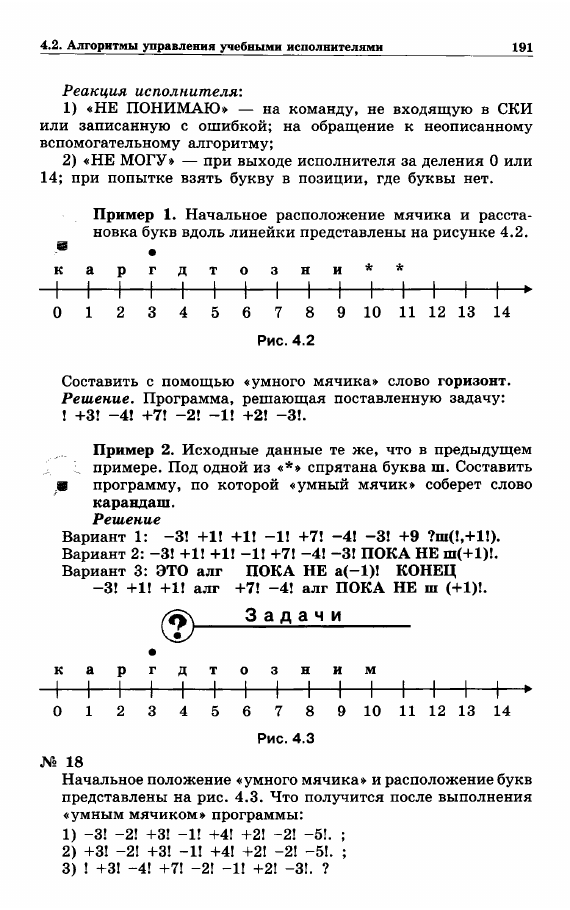 4.2. Алгоритмы управления учебными исполнителями 191
Реакция исполнителя:
1) «НЕ ПОНИМАЮ» — на команду, не входящую в СКИ
или записанную с ошибкой; на обращение к неописанному
вспомогательному алгоритму;
2) «НЕ МОГУ» — при выходе исполнителя за деления 0 или
14; при попытке взять букву в позиции, где буквы нет.
Пример 1. Начальное расположение мячика и расста-
новка букв вдоль линейки представлены на рисунке 4.2.
к а р г д т о з н и * *
0 1 2 3 4 5 6 7 8 9 10 11 12 13 14
Рис. 4.2
Составить с помощью «умного мячика» слово горизонт.
Решение. Программа, решающая поставленную задачу:
! +3! −4! +7! −2! −1! +2! −3!.
Пример 2. Исходные данные те же, что в предыдущем
примере. Под одной из «*» спрятана буква ш. Составить
программу, по которой «умный мячик» соберет слово
карандаш.
Решение
Вариант 1: −3! +1! +1! −1! +7! −4! −3! +9 ?ш(!,+1!).
Вариант 2: −3! +1! +1! −1! +7! −4! −3! ПОКА НЕ ш(+1)!.
Вариант 3: ЭТО алг ПОКА НЕ а(−1)! КОНЕЦ
−3! +1! +1! алг +7! −4! алг ПОКА НЕ ш (+1)!.
? Задачи
к а р г д т о з н и м
0 1 2 3 4 5 6 7 8 9 10 11 12 13 14
Рис. 4.3
№ 18
Начальное положение «умного мячика» и расположение букв
представлены на рис. 4.3. Что получится после выполнения
«умным мячиком» программы:
1) −3! −2! +3! −1! +4! +2! −2! −5!. ;
2) +3! −2! +3! −1! +4! +2! −2! −5!. ;
3) ! +3! −4! +7! −2! −1! +2! −3!. ?